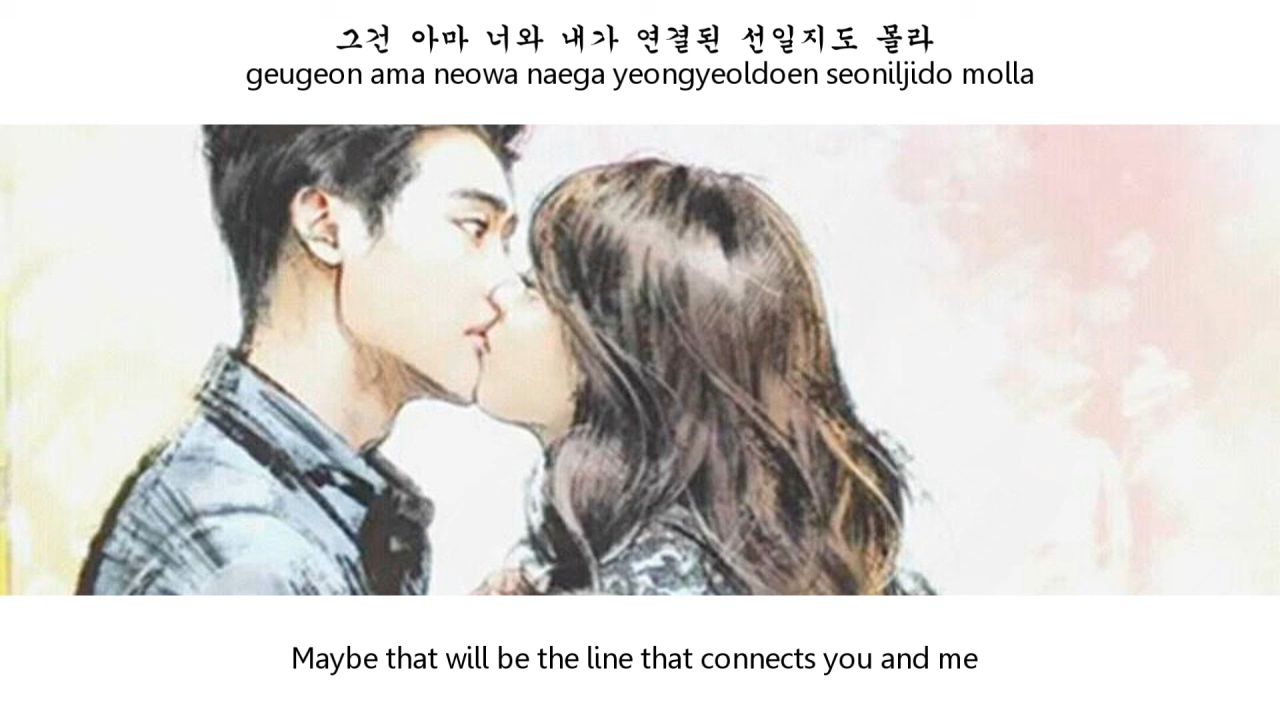 그건 아마 너와 내가 연결된 선일지도 몰라
geugeon ama neowa naega yeongyeoldoen seoniljido molla
Maybe that will be the line that connects you and me